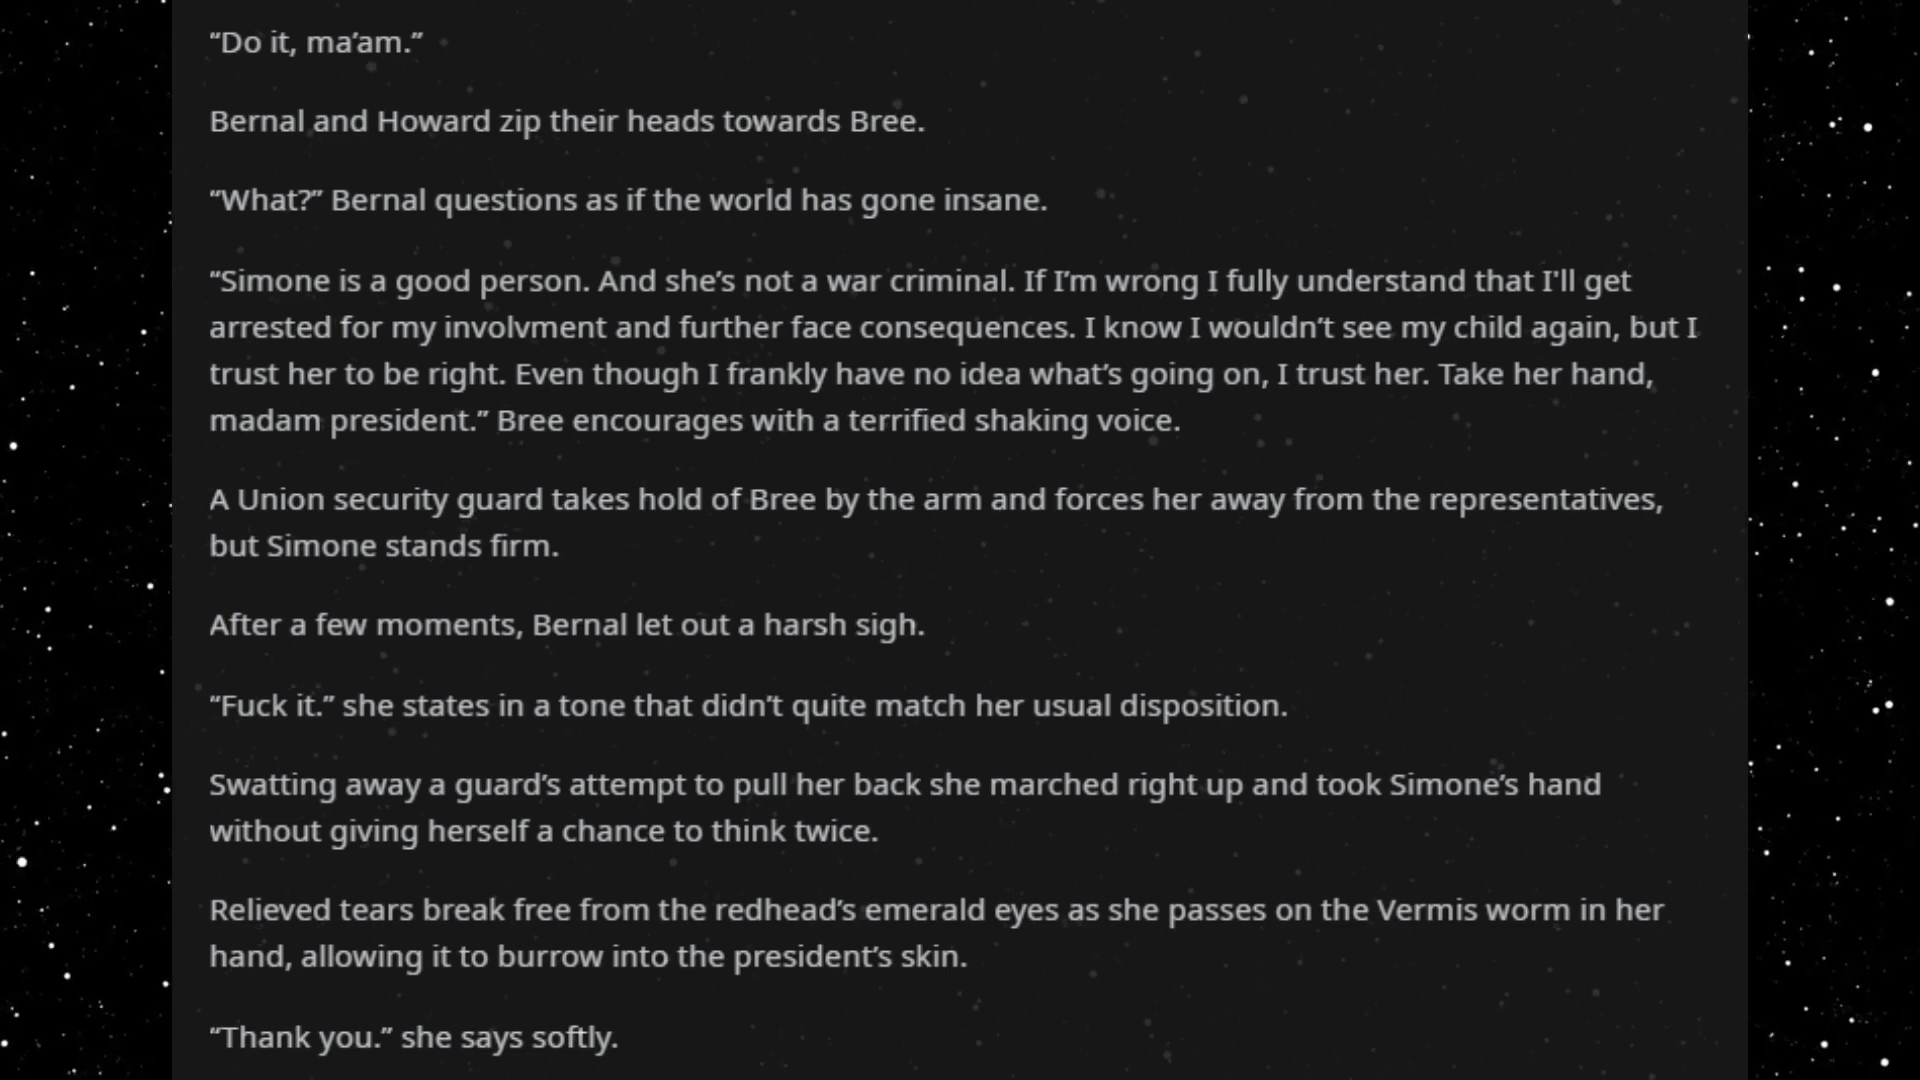 “Do it, ma’am.”
Bernal and Howard zip their heads towards Bree.
“What?” Bernal questions as if the world has gone insane.
“Simone is a good person. And she’s not a war criminal. If I’m wrong I fully understand that I'll get
arrested for my involvment and further face consequences. I know I wouldn’t see my child again, but I
trust her to be right. Even though I frankly have no idea what’s going on, I trust her. Take her hand,
madam president.” Bree encourages with a terrified shaking voice.
A Union security guard takes hold of Bree by the arm and forces her away from the representatives,
but Simone stands firm.
After a few moments, Bernal let out a harsh sigh.
“Fuck it.” she states in a tone that didn’t quite match her usual disposition.
Swatting away a guard’s attempt to pull her back she marched right up and took Simone’s hand
without giving herself a chance to think twice.
Relieved tears break free from the redhead’s emerald eyes as she passes on the Vermis worm in her
hand, allowing it to burrow into the president’s skin.
“Thank you.” she says softly.